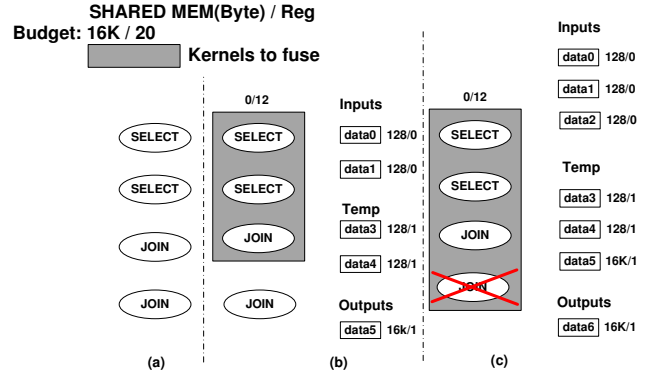 SHARED MEM(Byte) / Reg
Budget: 16K / 20
Kernels to fuse
SELECT
SELECT
JOIN
JOIN
(a)
0/12
SELECT
SELECT
JOIN
JOIN
Inputs
data0 128/0
data1 128/0
Temp
data3 128/1
data4 128/1
Outputs
data5 16k/1
(b)
0/12
SELECT
SELECT
JOIN
JOIN
(c)
Inputs
data0 128/0
data1 128/0
data2 128/0
Temp
data3 128/1
data4 128/1
data5 16K/1
Outputs
data6 16K/1